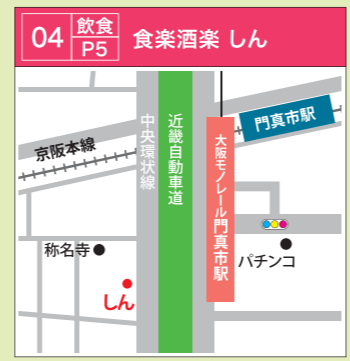 04
飲食
P5
食楽酒楽 しん
京阪本線
中央環状線
近畿自動車道
大阪モノレール門真市駅
門真市駅
称名寺
パチンコ
しん